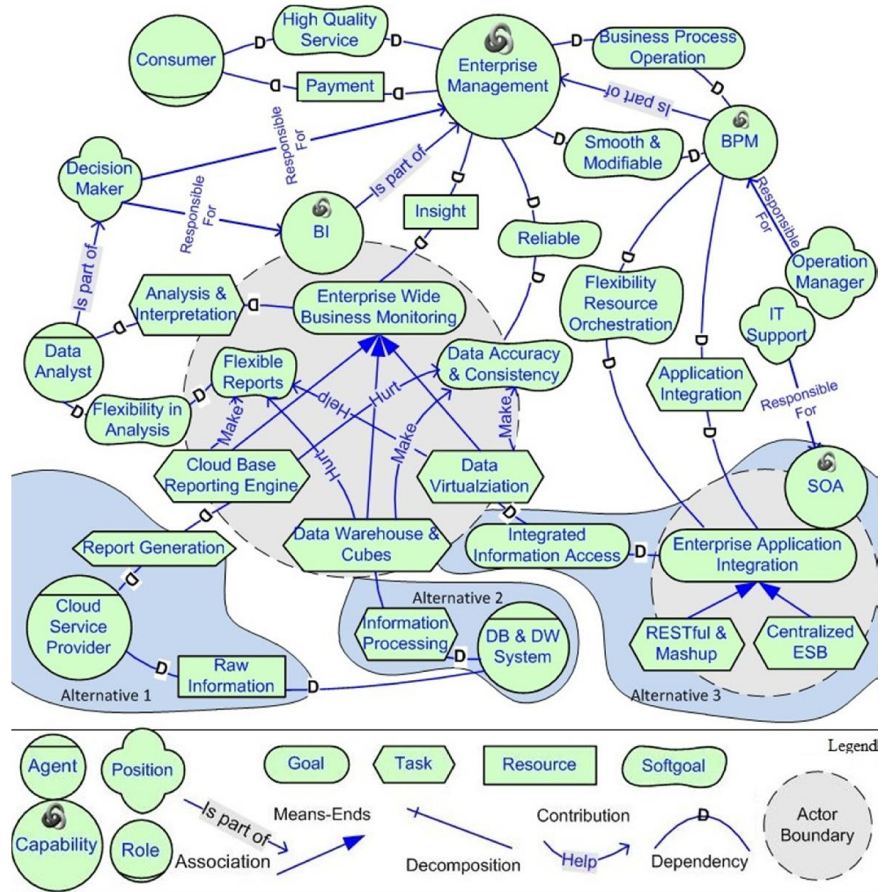 High Quality
Service
D
D
Consumer
Payment
D
D
Enterprise
Management
D
Business Process
Operation
D
Is part of
BPM
D
Smooth &
Modifiable
D
Decision
Maker
Responsible
For
Responsible
For
Is part of
BI
D
Insight
D
D
Reliable
D
Responsible
For
Operation
Manager
Is part of
Analysis &
Interpretation
D
D
Enterprise Wide
Business Monitoring
Flexibility
Resource
Orchestration
D
IT
Support
Data
Analyst
D
Flexibility in
Analysis
D
Flexible
Reports
Help
Hurt
Data Accuracy
& Consistency
Application
Integration
D
Responsible
For
Make
Hurt
Make
Make
Cloud Base
Reporting Engine
Data
Virtualziation
SOA
D
Report Generation
D
Data Warehouse &
Cubes
D
Integrated
Information Access
D
Enterprise Application
Integration
Cloud
Service
Provider
D
Raw
Information
D
Alternative 1
Alternative 2
Information
Processing
D
DB & DW
System
RESTful &
Mashup
Centralized
ESB
Alternative 3
Legend
Agent
Position
Goal
Task
Resource
Softgoal
Capability
Role
Is part of
Association
Means-Ends
Decomposition
Contribution
Help
D
Dependency
Actor
Boundary